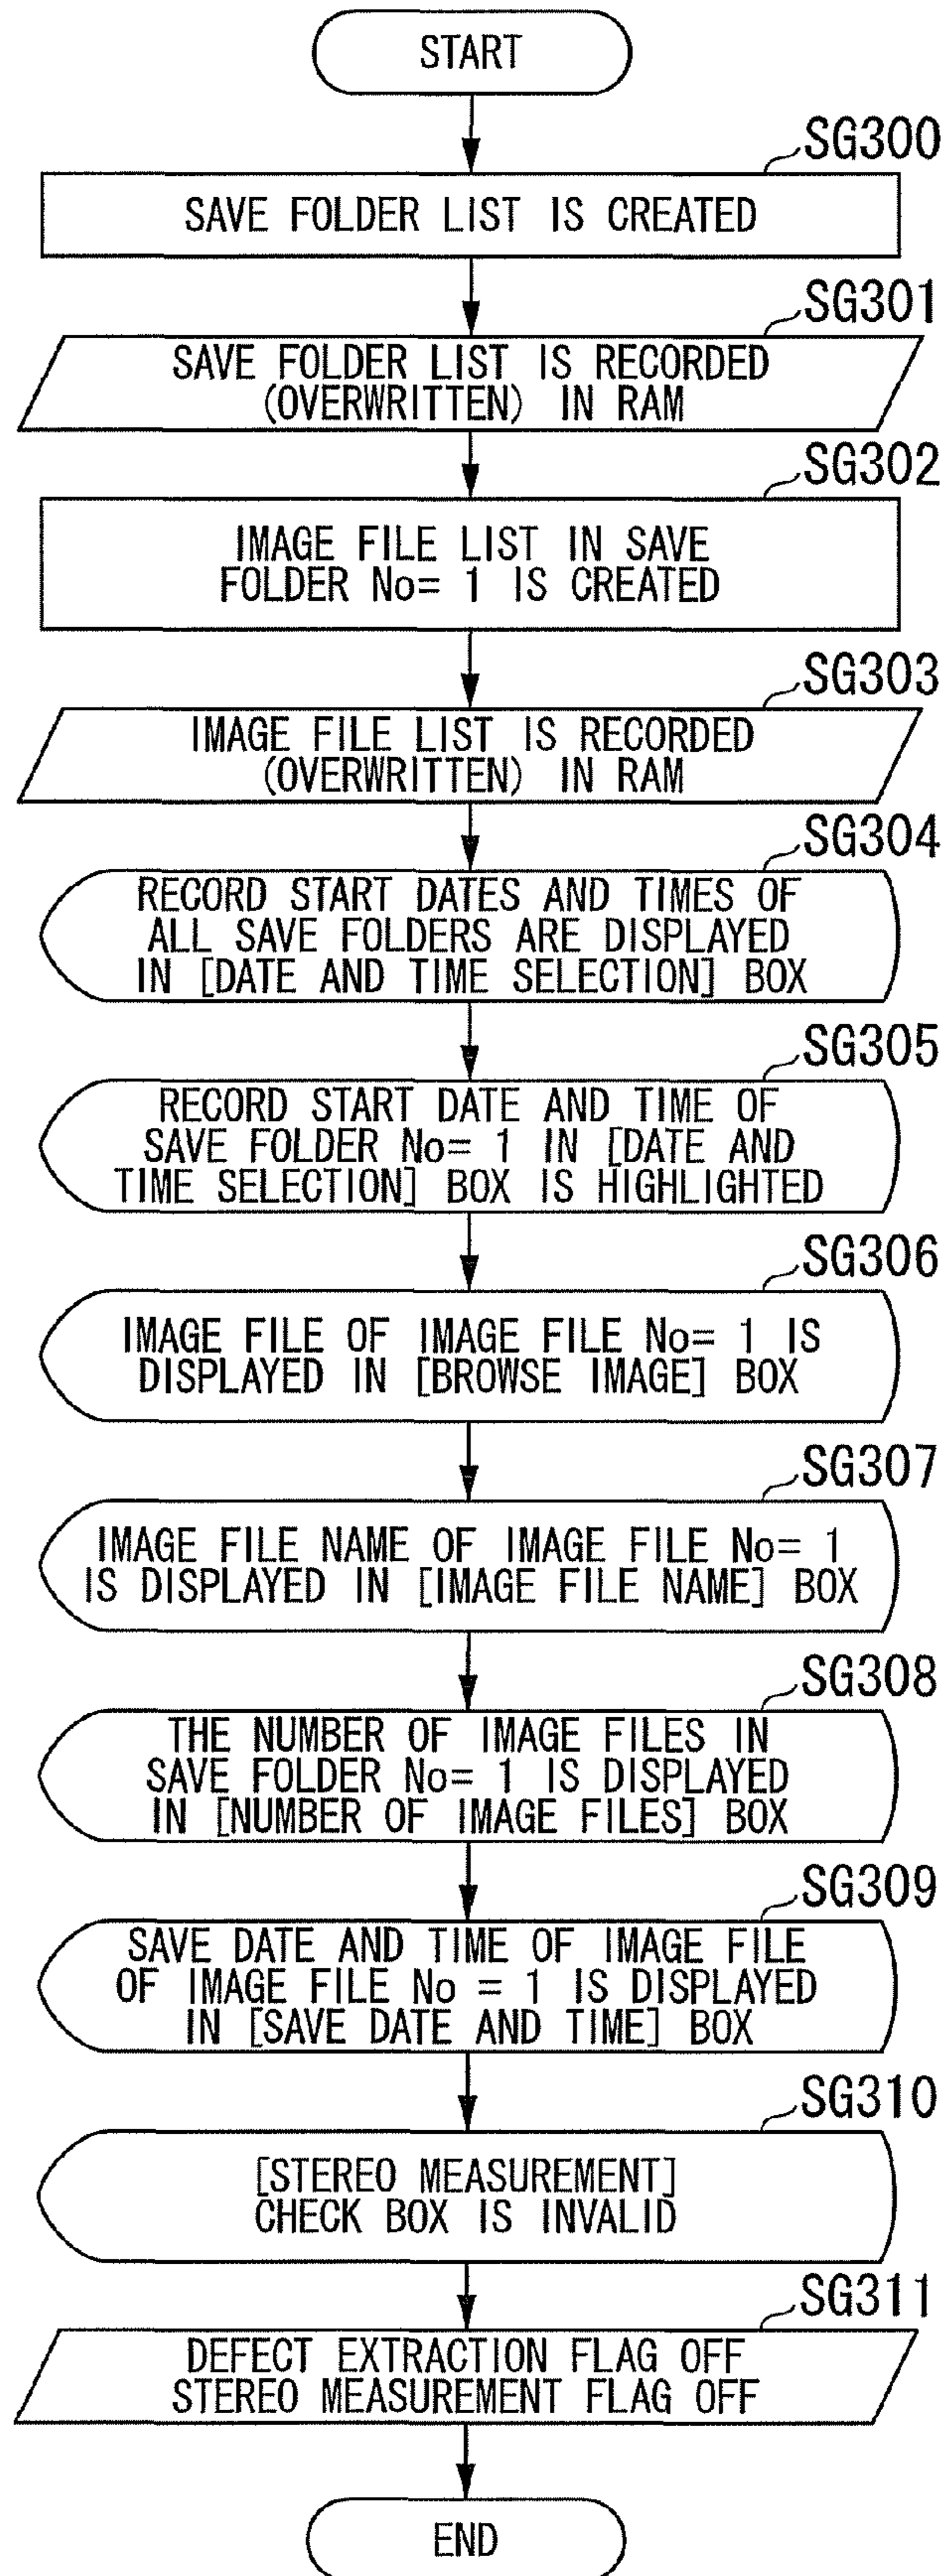 START
SG300
SAVE FOLDER LIST IS CREATED
SG301
SAVE FOLDER LIST IS RECORDED
(OVERWRITTEN) IN RAM
SG302
IMAGE FILE LIST IN SAVE
FOLDER No= 1 IS CREATED
SG303
IMAGE FILE LIST IS RECORDED
(OVERWRITTEN) IN RAM
SG304
RECORD START DATES AND TIMES OF
ALL SAVE FOLDERS ARE DISPLAYED
IN [DATE AND TIME SELECTION] BOX
SG305
RECORD START DATE AND TIME OF
SAVE FOLDER No= 1 IN [DATE AND
TIME SELECTION] BOX IS HIGHLIGHTED
SG306
IMAGE FILE OF IMAGE FILE No= 1 IS
DISPLAYED IN [BROWSE IMAGE] BOX
SG307
IMAGE FILE NAME OF IMAGE FILE No= 1
IS DISPLAYED IN [IMAGE FILE NAME] BOX
SG308
THE NUMBER OF IMAGE FILES IN
SAVE FOLDER No= 1 IS DISPLAYED
IN [NUMBER OF IMAGE FILES] BOX
SG309
SAVE DATE AND TIME OF IMAGE FILE
OF IMAGE FILE No = 1 IS DISPLAYED
IN [SAVE DATE AND TIME] BOX
SG310
[STEREO MEASUREMENT]
CHECK BOX IS INVALID
SG311
DEFECT EXTRACTION FLAG OFF
STEREO MEASUREMENT FLAG OFF
END